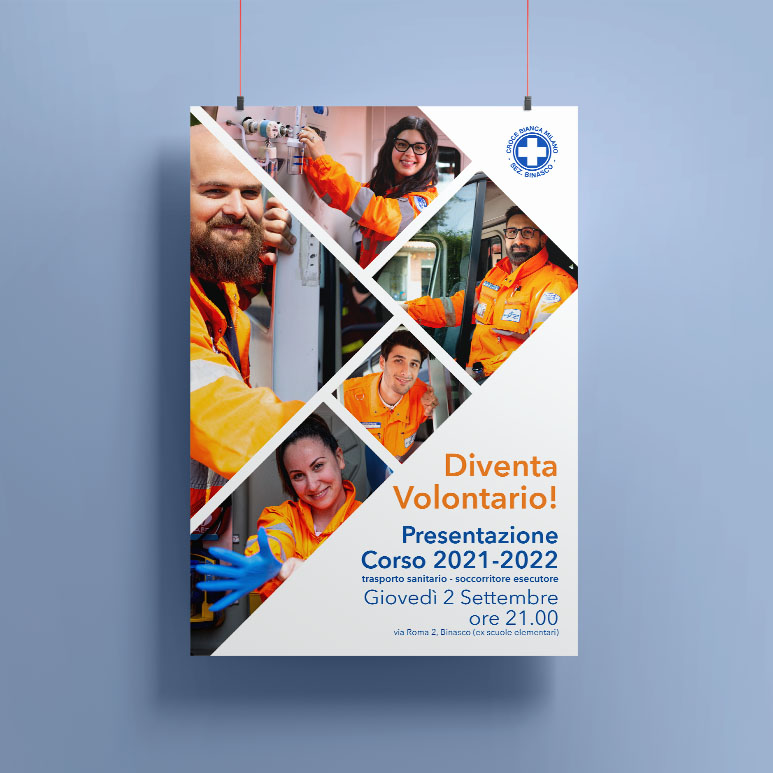 CROCE BIANCA MILANO
SEZ. BINASCO
Diventa
Volontario!
Presentazione
Corso 2021-2022
trasporto sanitario - soccorritore esecutore
Giovedì 2 Settembre
ore 21.00
via Roma 2, Binasco (ex scuole elementari)